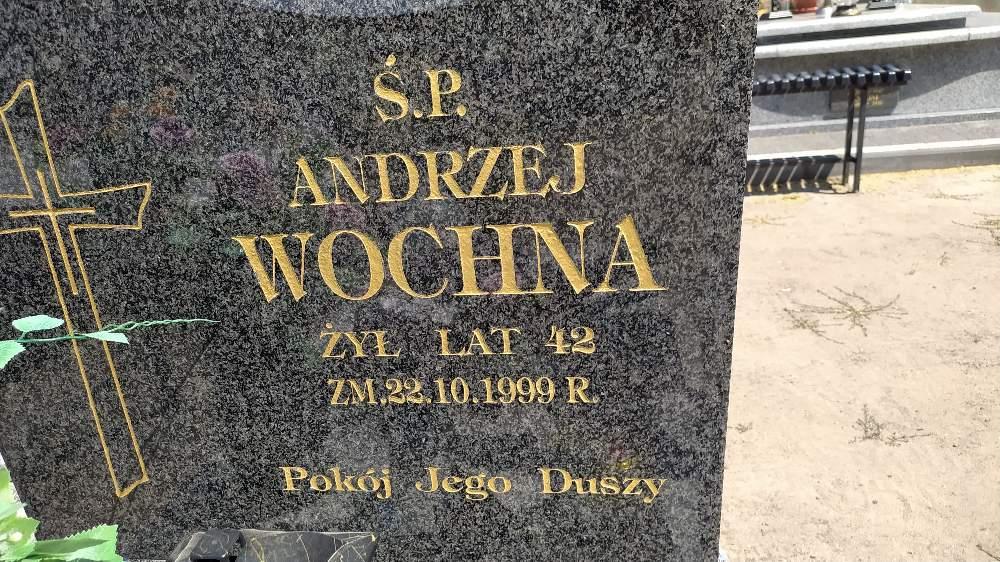 Ś.P.
ANDRZEJ
WOCHNA
ŻYŁ LAT 42
ZM.22.10.1999 R.
Pokój Jego Duszy